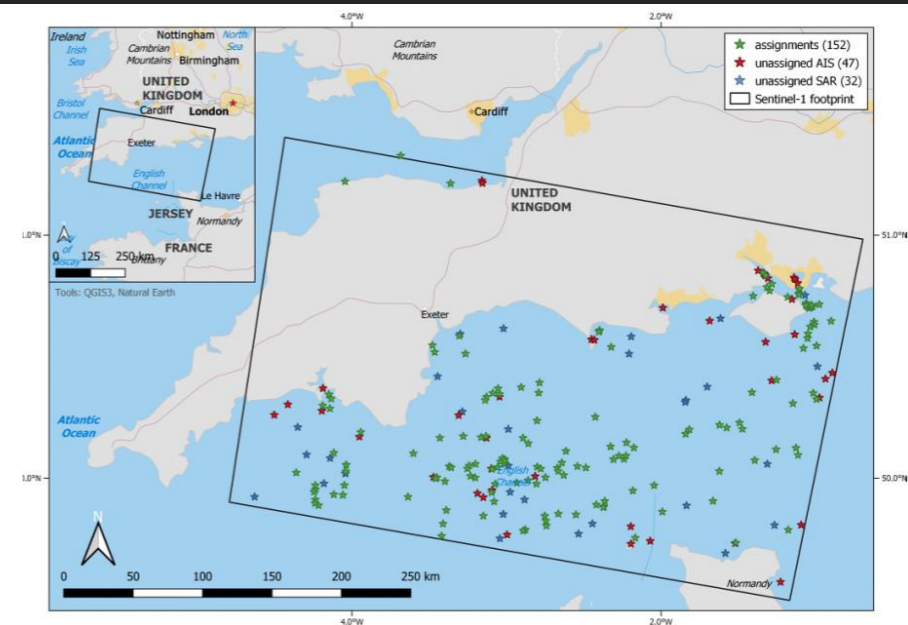 4.0°W
2.0°W
Ireland
Nottingham
North
Sea
Irish
Sea
Cambrian
Mountains
Birmingham
UNITED
KINGDOM
Bristol
Channel
Cardiff
London
Atlantic
Ocean
Exeter
English
Channel
Le Havre
JERSEY
Normandy
FRANCE
of
Biscay
Brittany
0 125 250 km
Tools: QGIS3, Natural Earth
Cambrian
Mountains
Cardiff
assignments (152)
unassigned AIS (47)
unassigned SAR (32)
Sentinel-1 footprint
UNITED
KINGDOM
1.0°N
51.0°N
Exeter
Atlantic
Ocean
English
Channel
0.0°N
50.0°N
N
0 50 100 150 200 250 km
Normandy
4.0°W
2.0°W